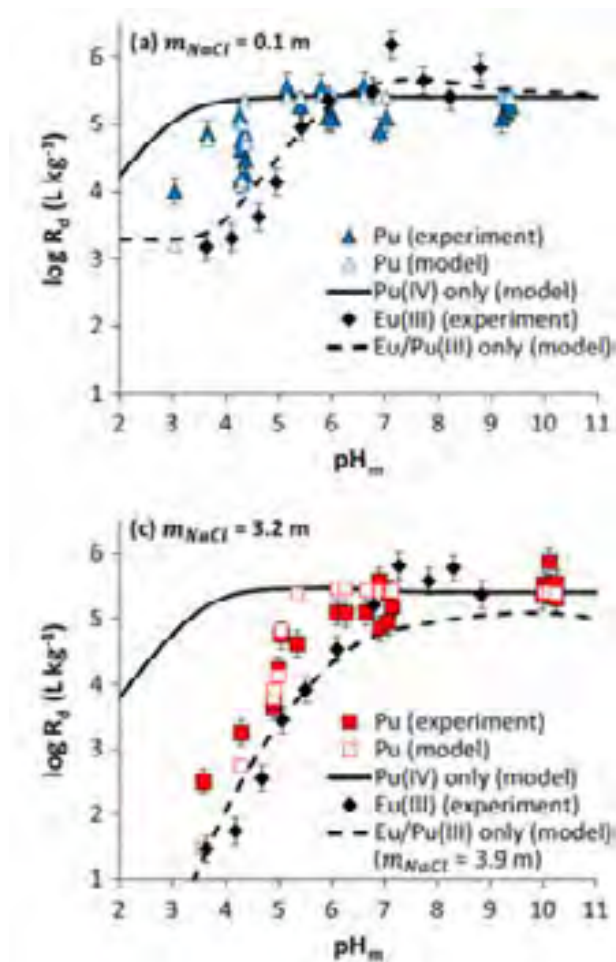 (a) m_NaCl = 0.1 m
6
5
4
3
2
1
log R_d (L kg⁻¹)
Pu (experiment)
Pu (model)
Pu(IV) only (model)
Eu(III) (experiment)
Eu/Pu(III) only (model)
2 3 4 5 6 7 8 9 10 11
pH_m
(c) m_NaCl = 3.2 m
6
5
4
3
2
1
log R_d (L kg⁻¹)
Pu (experiment)
Pu (model)
Pu(IV) only (model)
Eu(III) (experiment)
Eu/Pu(III) only (model)
(m_NaCl = 3.9 m)
2 3 4 5 6 7 8 9 10 11
pH_m